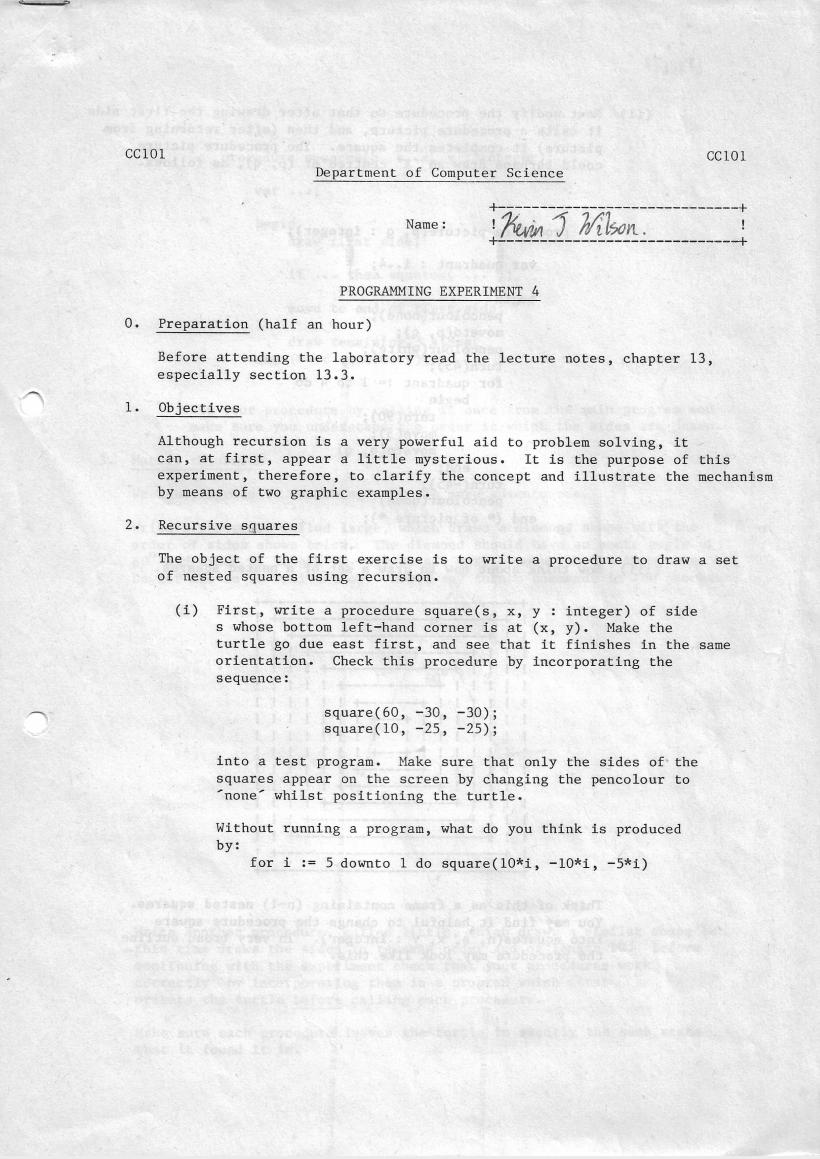 CC101 CC101
Department of Computer Science
+-----------------------------+
Name: ! Kevin J Wilson. !
+-----------------------------+
PROGRAMMING EXPERIMENT 4
0. Preparation (half an hour)
Before attending the laboratory read the lecture notes, chapter 13,
especially section 13.3.
1. Objectives
Although recursion is a very powerful aid to problem solving, it
can, at first, appear a little mysterious. It is the purpose of this
experiment, therefore, to clarify the concept and illustrate the mechanism
by means of two graphic examples.
2. Recursive squares
The object of the first exercise is to write a procedure to draw a set
of nested squares using recursion.
(i) First, write a procedure square(s, x, y : integer) of side
s whose bottom left-hand corner is at (x, y). Make the
turtle go due east first, and see that it finishes in the same
orientation. Check this procedure by incorporating the
sequence:
square(60, -30, -30);
square(10, -25, -25);
into a test program. Make sure that only the sides of the
squares appear on the screen by changing the pencolour to
´none´ whilst positioning the turtle.
Without running a program, what do you think is produced
by:
for i := 5 downto 1 do square(10*i, -10*i, -5*i)